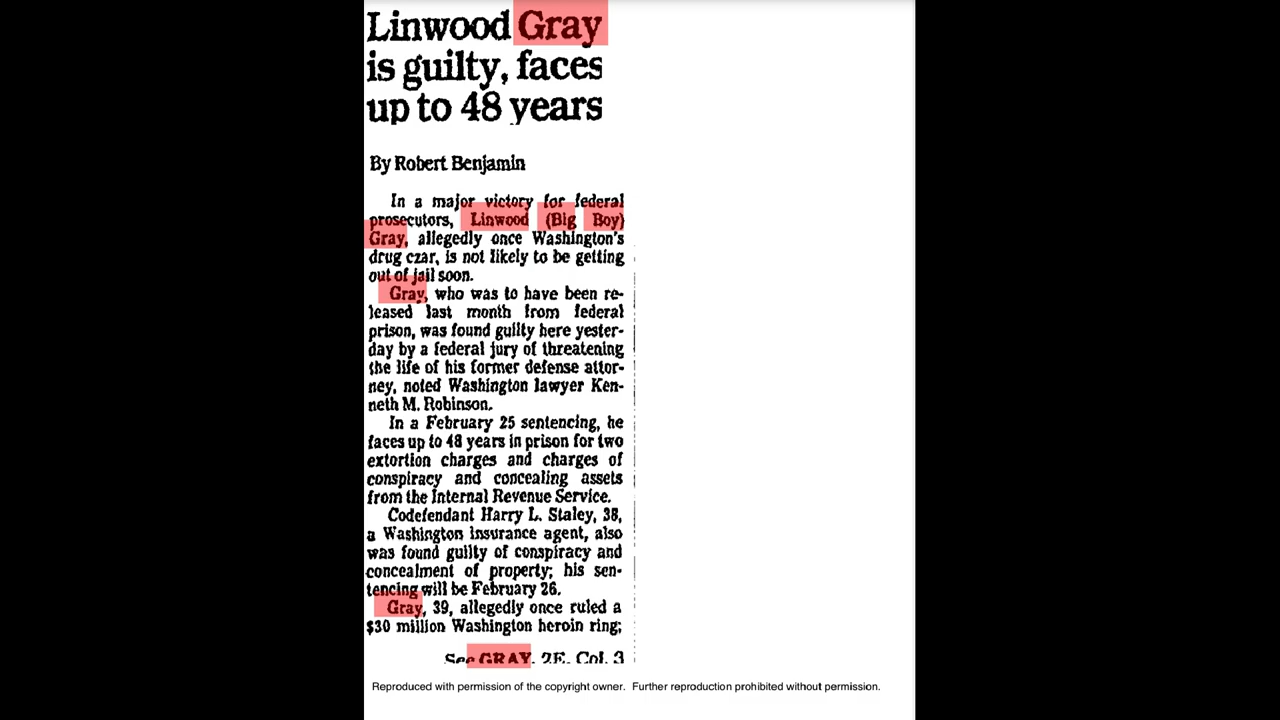 Linwood Gray
is guilty, faces
up to 48 years
By Robert Benjamin
In a major victory for federal
prosecutors, Linwood (Big Boy)
Gray, allegedly once Washington's
drug czar, is not likely to be getting
out of jail soon.
Gray, who was to have been re-
leased last month from federal
prison, was found guilty here yester-
day by a federal jury of threatening
the life of his former defense attor-
ney, noted Washington lawyer Ken-
neth M. Robinson.
In a February 25 sentencing, he
faces up to 48 years in prison for two
extortion charges and charges of
conspiracy and concealing assets
from the Internal Revenue Service.
Codefendant Harry L. Staley, 38,
a Washington insurance agent, also
was found guilty of conspiracy and
concealment of property; his sen-
tencing will be February 26.
Gray, 39, allegedly once ruled a
$30 million Washington heroin ring;
See GRAY, 2E, Col. 3
Reproduced with permission of the copyright owner. Further reproduction prohibited without permission.